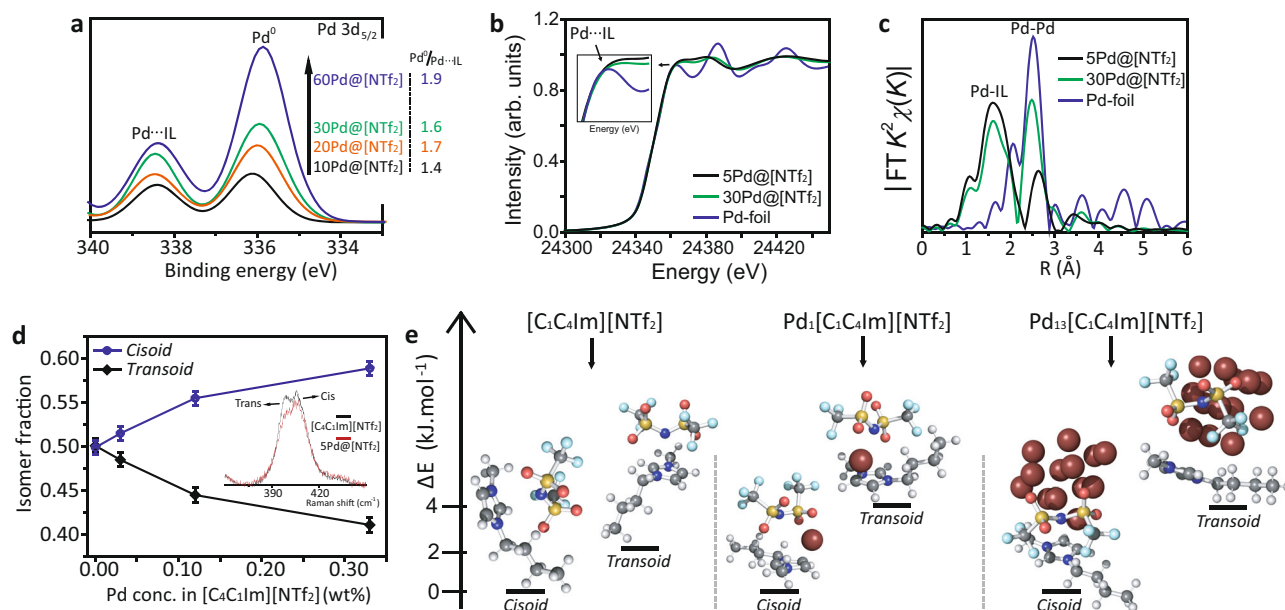 a
Pd 3d5/2
Pd⁰
Pd⁰/Pd···IL
60Pd@[NTf₂] 1.9
30Pd@[NTf₂] 1.6
20Pd@[NTf₂] 1.7
10Pd@[NTf₂] 1.4
Pd···IL
340 338 336 334
Binding energy (eV)
b
Intensity (arb. units)
1.2
0.8
0.4
0.0
Pd···IL
Energy (eV)
5Pd@[NTf₂]
30Pd@[NTf₂]
Pd-foil
24300 24340 24380 24420
Energy (eV)
c
|FT K²χ(K)|
Pd-Pd
Pd-IL
5Pd@[NTf₂]
30Pd@[NTf₂]
Pd-foil
0 1 2 3 4 5 6
R (Å)
d
Isomer fraction
Cisoid
Transoid
0.60
0.55
0.50
0.45
0.40
Trans
Cis
[C₄C₁Im][NTf₂]
5Pd@[NTf₂]
390 420
Raman shift (cm⁻¹)
0.00 0.10 0.20 0.30
Pd conc. in [C₄C₁Im][NTf₂] (wt%)
e
ΔE (kJ.mol⁻¹)
4
2
0
[C₁C₄Im][NTf₂]
Cisoid
Transoid
Pd₁[C₁C₄Im][NTf₂]
Cisoid
Transoid
Pd₁₃[C₁C₄Im][NTf₂]
Cisoid
Transoid